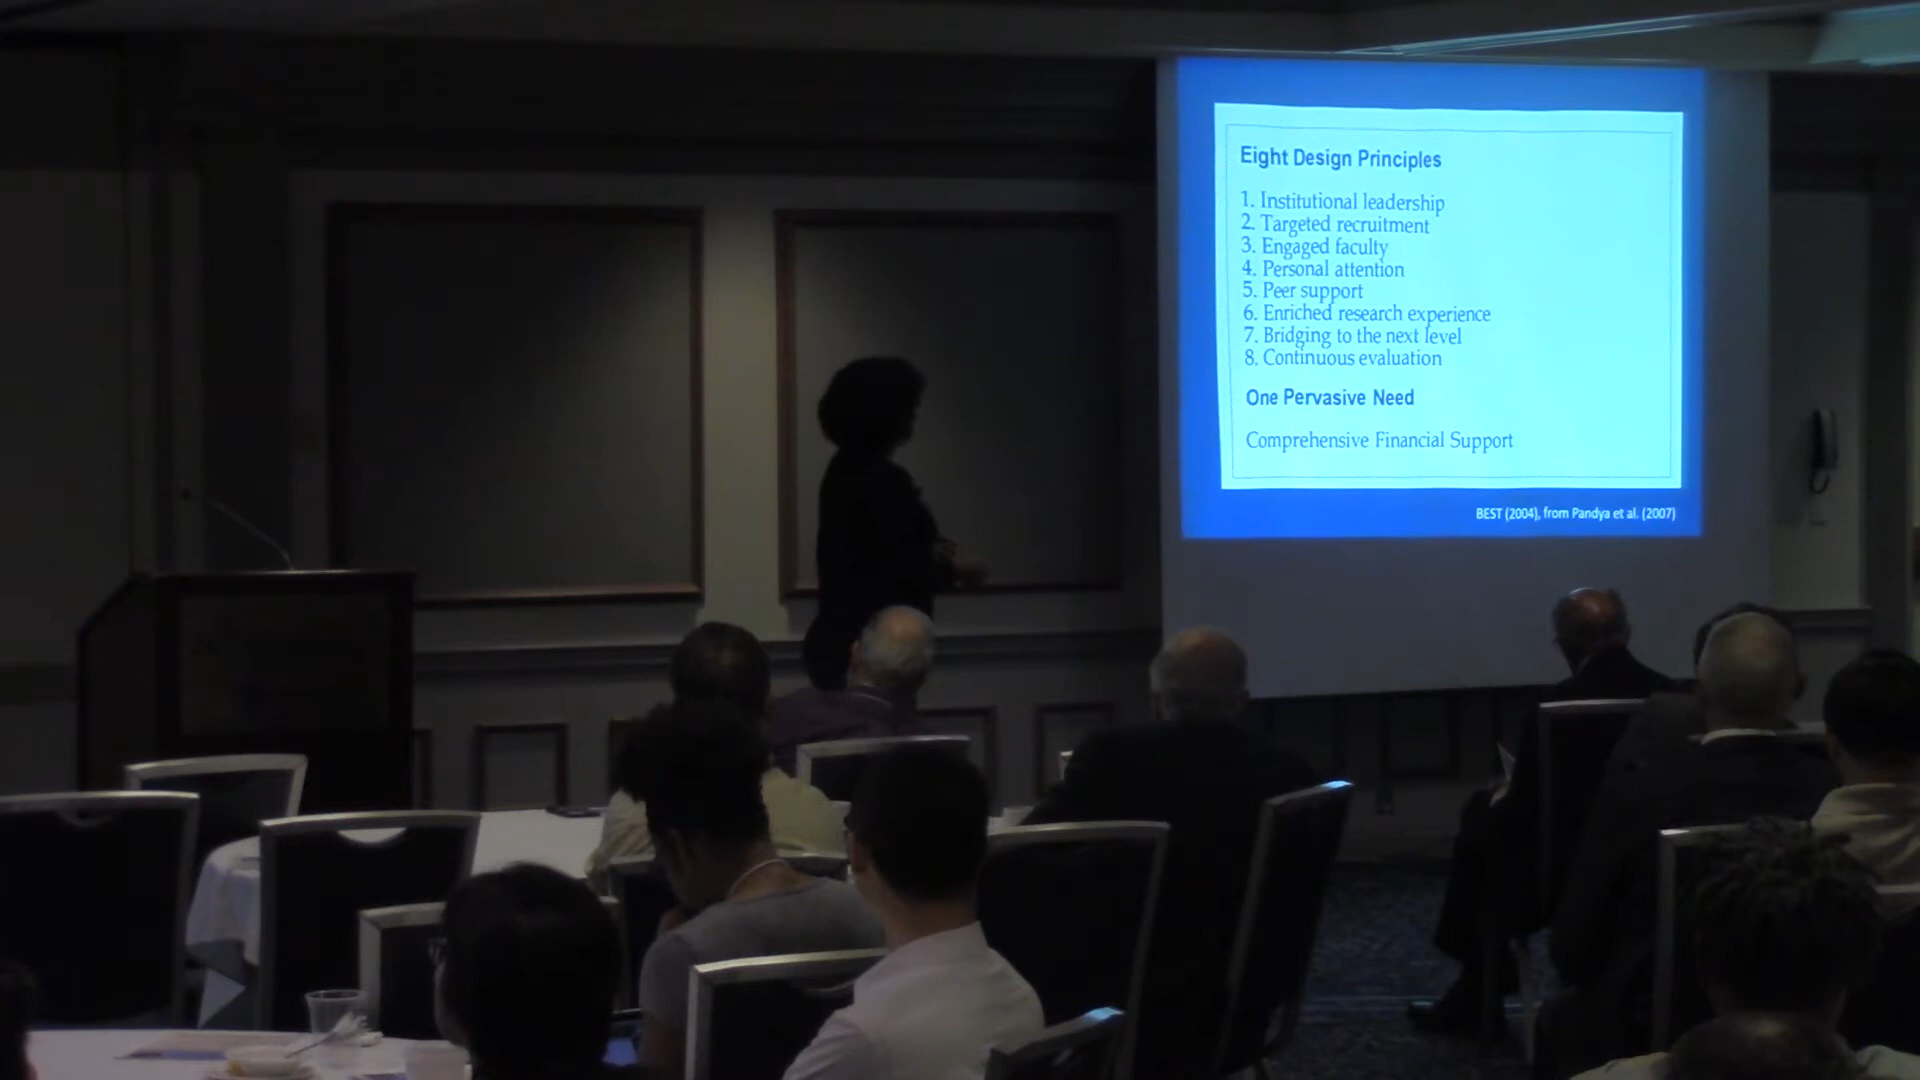 Eight Design Principles
1. Institutional leadership
2. Targeted recruitment
3. Engaged faculty
4. Personal attention
5. Peer support
6. Enriched research experience
7. Bridging to the next level
8. Continuous evaluation
One Pervasive Need
Comprehensive Financial Support
BEST (2004), from Pandya et al. (2007)